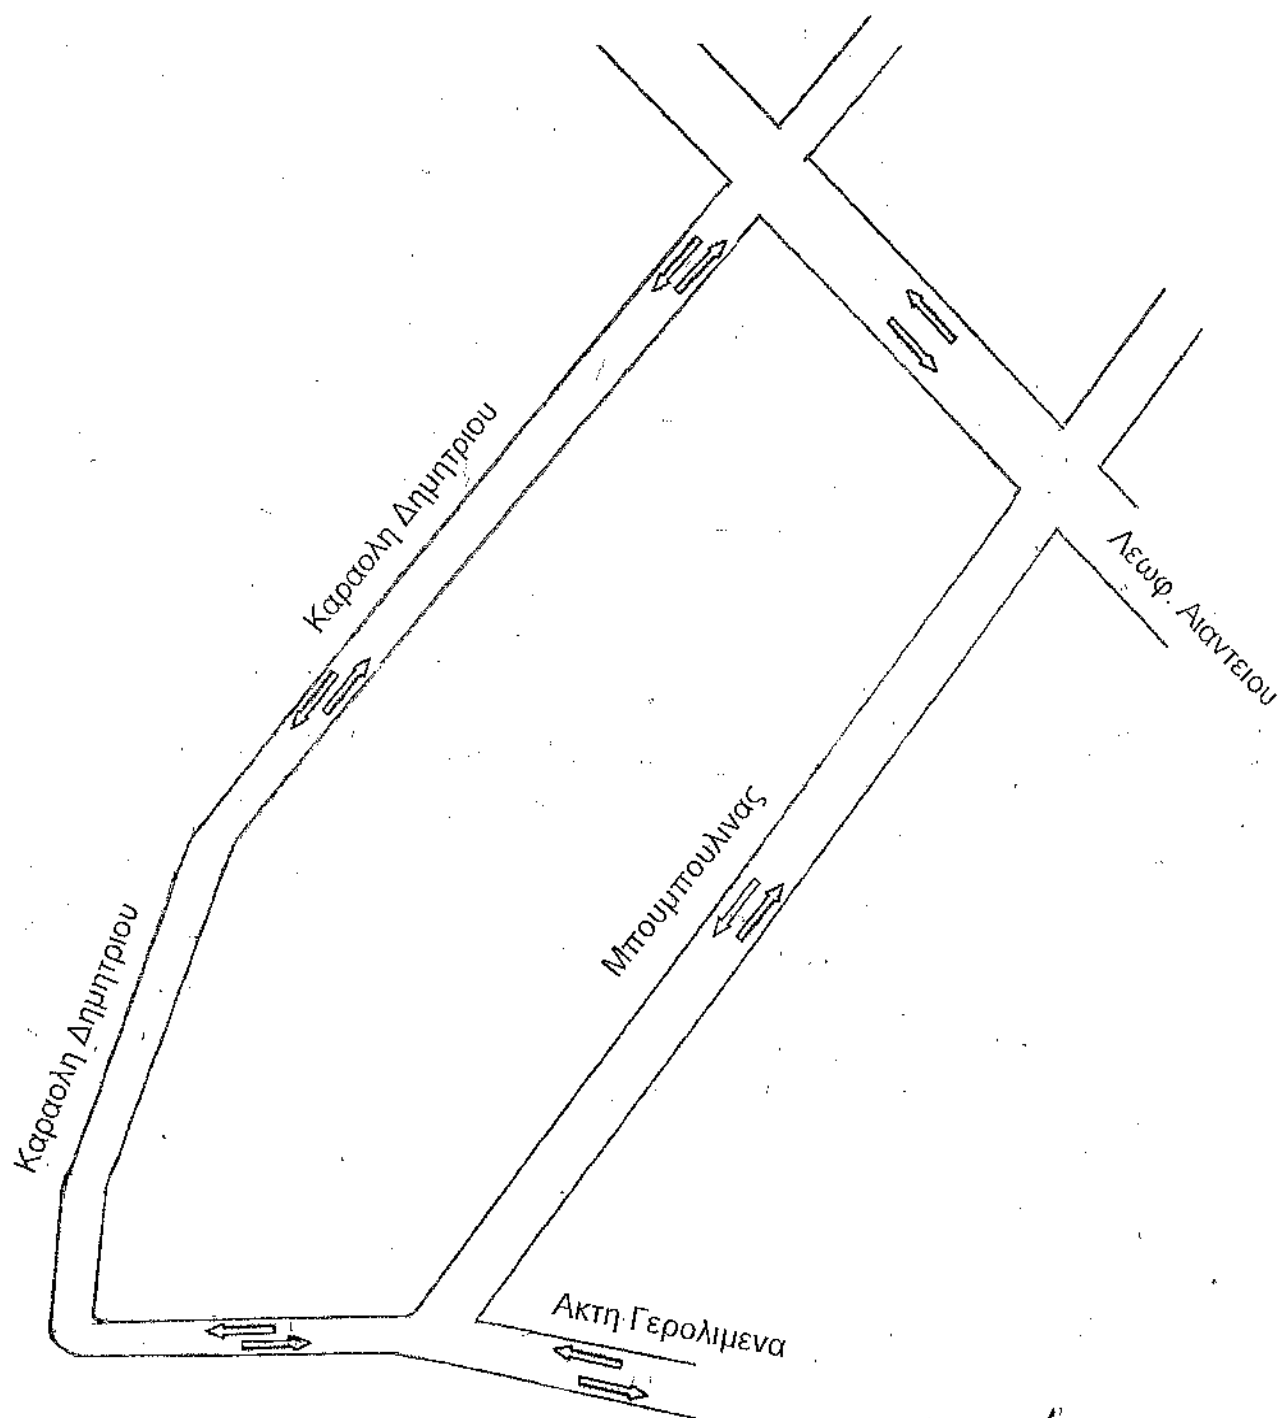 Καραολη Δημητριου
Λεωφ. Αιαντειου
Μπουμπουλινας
Καραολη Δημητριου
Ακτη Γερολιμενα